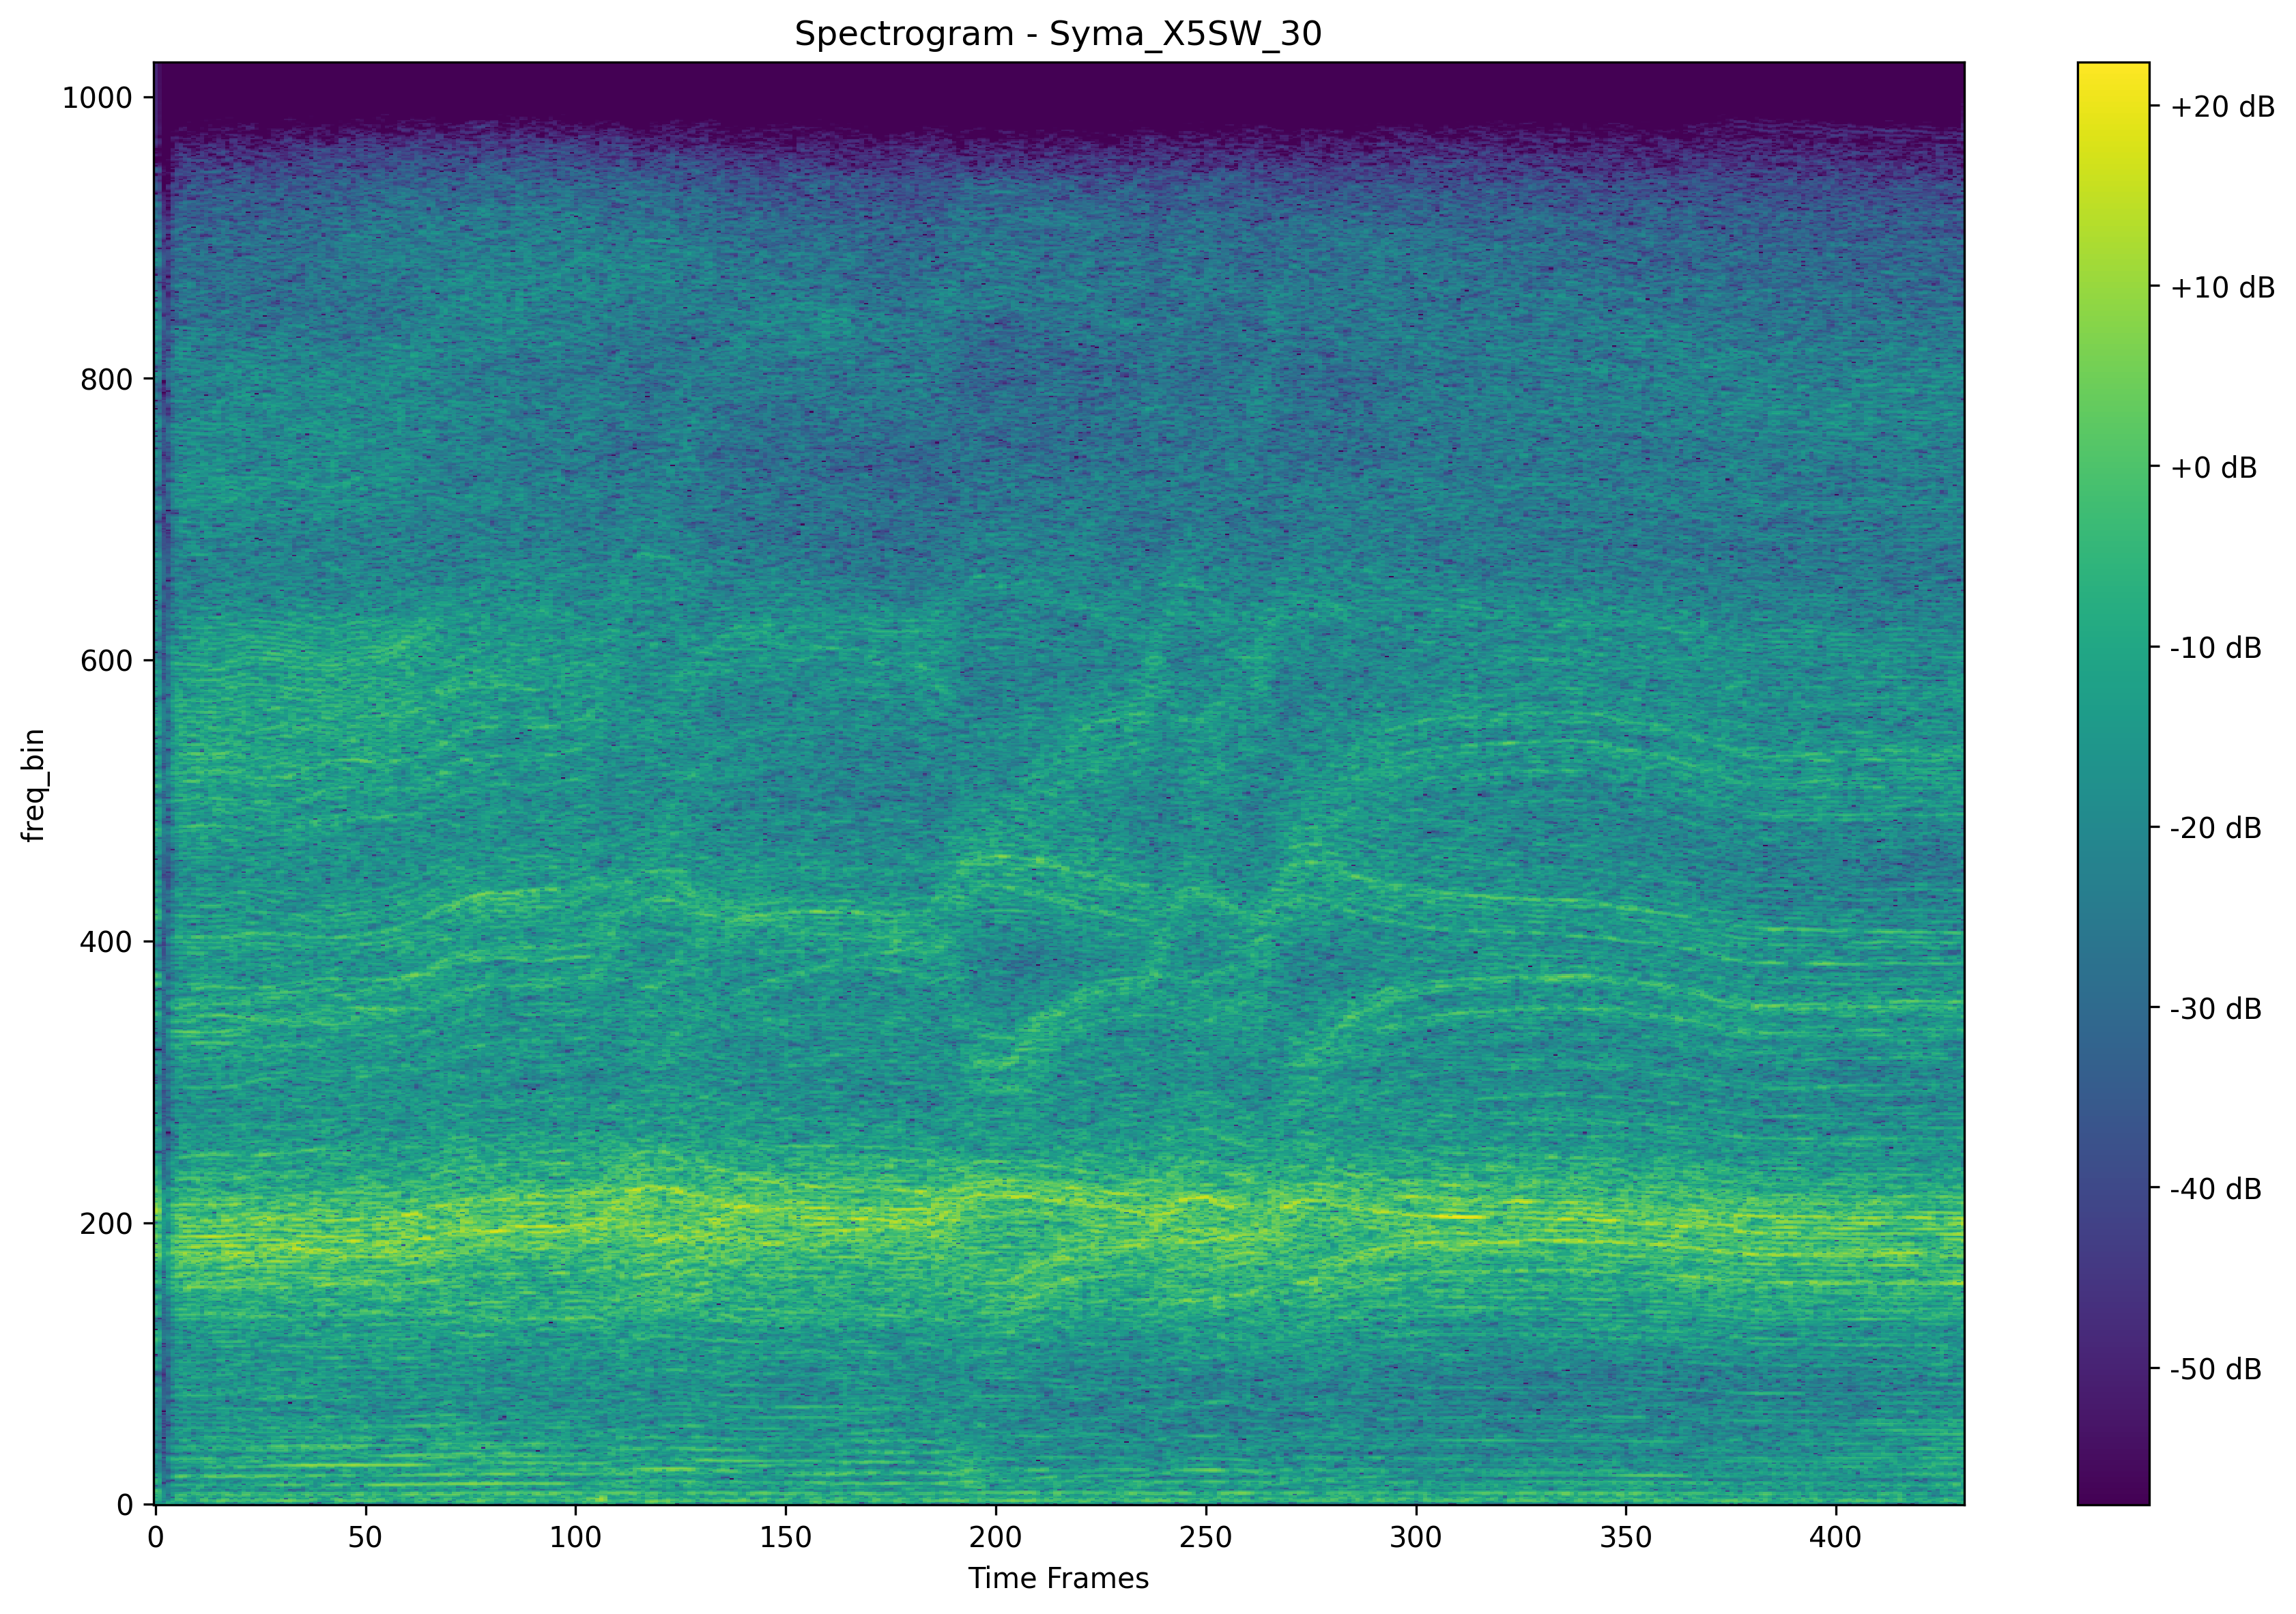 Spectrogram - Syma_X5SW_30
1000
800
600
400
200
0
freq_bin
0 50 100 150 200 250 300 350 400
Time Frames
+20 dB
+10 dB
+0 dB
-10 dB
-20 dB
-30 dB
-40 dB
-50 dB